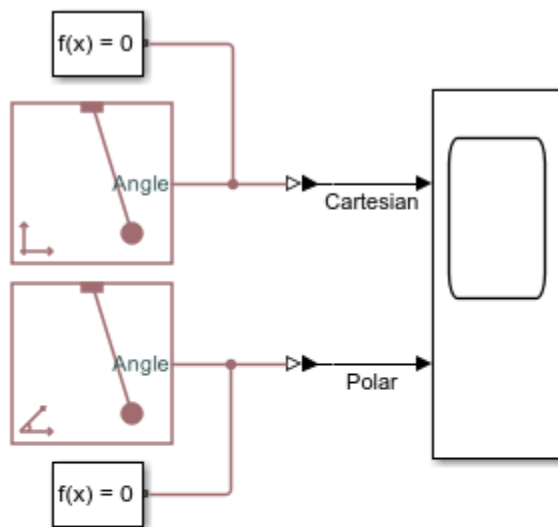 f(x) = 0
Angle
Cartesian
Angle
Polar
f(x) = 0